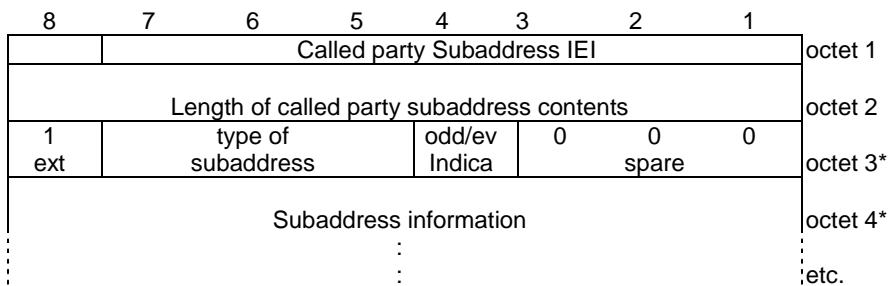 8 7 6 5 4 3 2 1
Called party Subaddress IEI octet 1
Length of called party subaddress contents octet 2
1 type of odd/ev 0 0 0
ext subaddress Indica spare octet 3*
Subaddress information octet 4*
:
: etc.